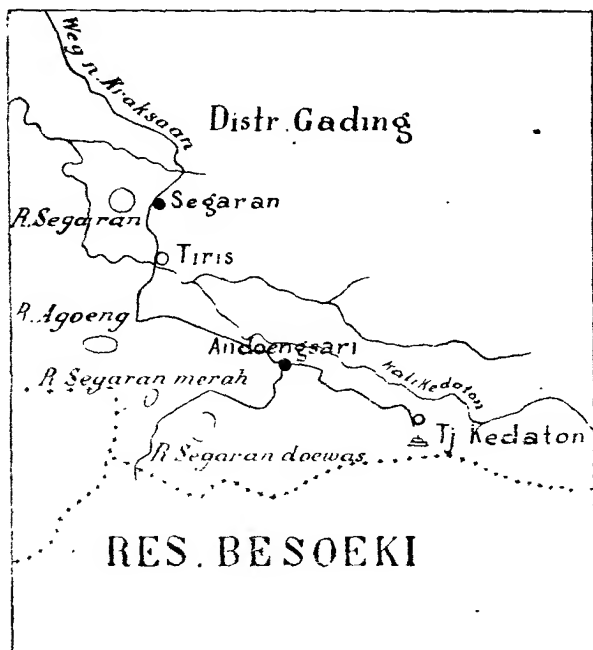 Weg n. Kraksaan
Distr. Gading
Segaran
R. Segaran
Tiris
R. Agoeng
Andoengsari
Kali Kedaton
R Segaran merah
Tj Kedaton
R Segaran doewas
RES. BESOEKI